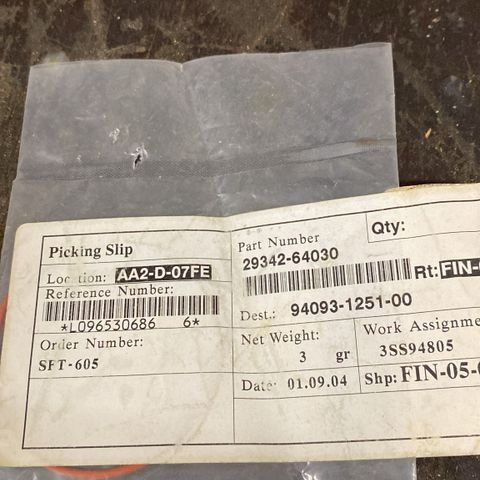 Picking Slip
Location: AA2-D-07FE
Reference Number:
*L096530686 6*
Order Number:
SFT-605
Part Number
29342-64030
Dest.: 94093-1251-00
Net Weight:
3 gr
Date: 01.09.04
Qty:
Rt: FIN-
Work Assignme
3SS94805
Shp: FIN-05-